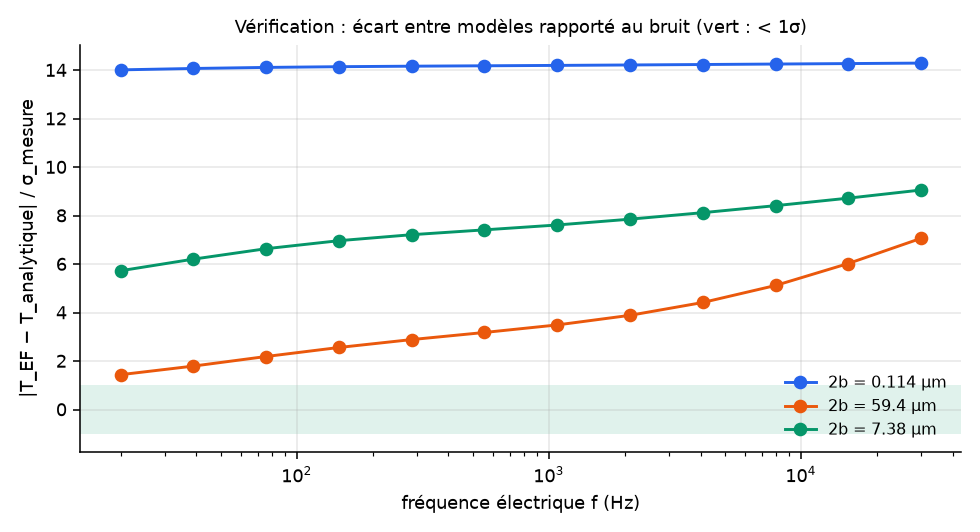 Vérification : écart entre modèles rapporté au bruit (vert : < 1σ)
|T_EF − T_analytique| / σ_mesure
14
12
10
8
6
4
2
0
2b = 0.114 µm
2b = 59.4 µm
2b = 7.38 µm
10²
10³
10⁴
fréquence électrique f (Hz)